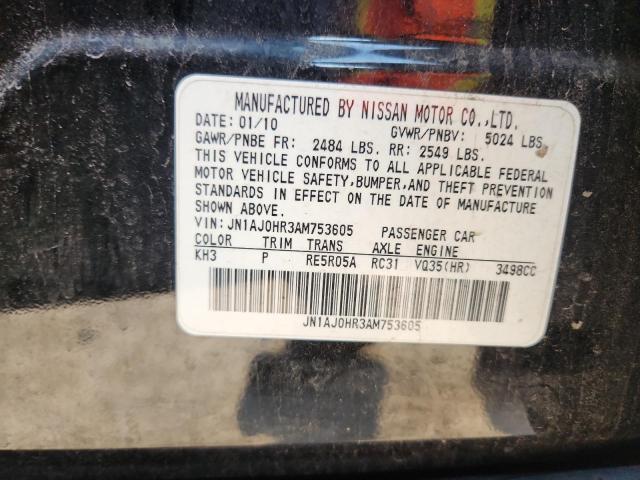 MANUFACTURED BY NISSAN MOTOR CO.,LTD.
DATE: 01/10 GVWR/PNBV: 5024 LBS.
GAWR/PNBE FR: 2484 LBS. RR: 2549 LBS.
THIS VEHICLE CONFORMS TO ALL APPLICABLE FEDERAL
MOTOR VEHICLE SAFETY,BUMPER,AND THEFT PREVENTION
STANDARDS IN EFFECT ON THE DATE OF MANUFACTURE
SHOWN ABOVE.
VIN: JN1AJ0HR3AM753605 PASSENGER CAR
COLOR TRIM TRANS AXLE ENGINE
KH3 P RE5R05A RC31 VQ35(HR) 3498CC
JN1AJ0HR3AM753605